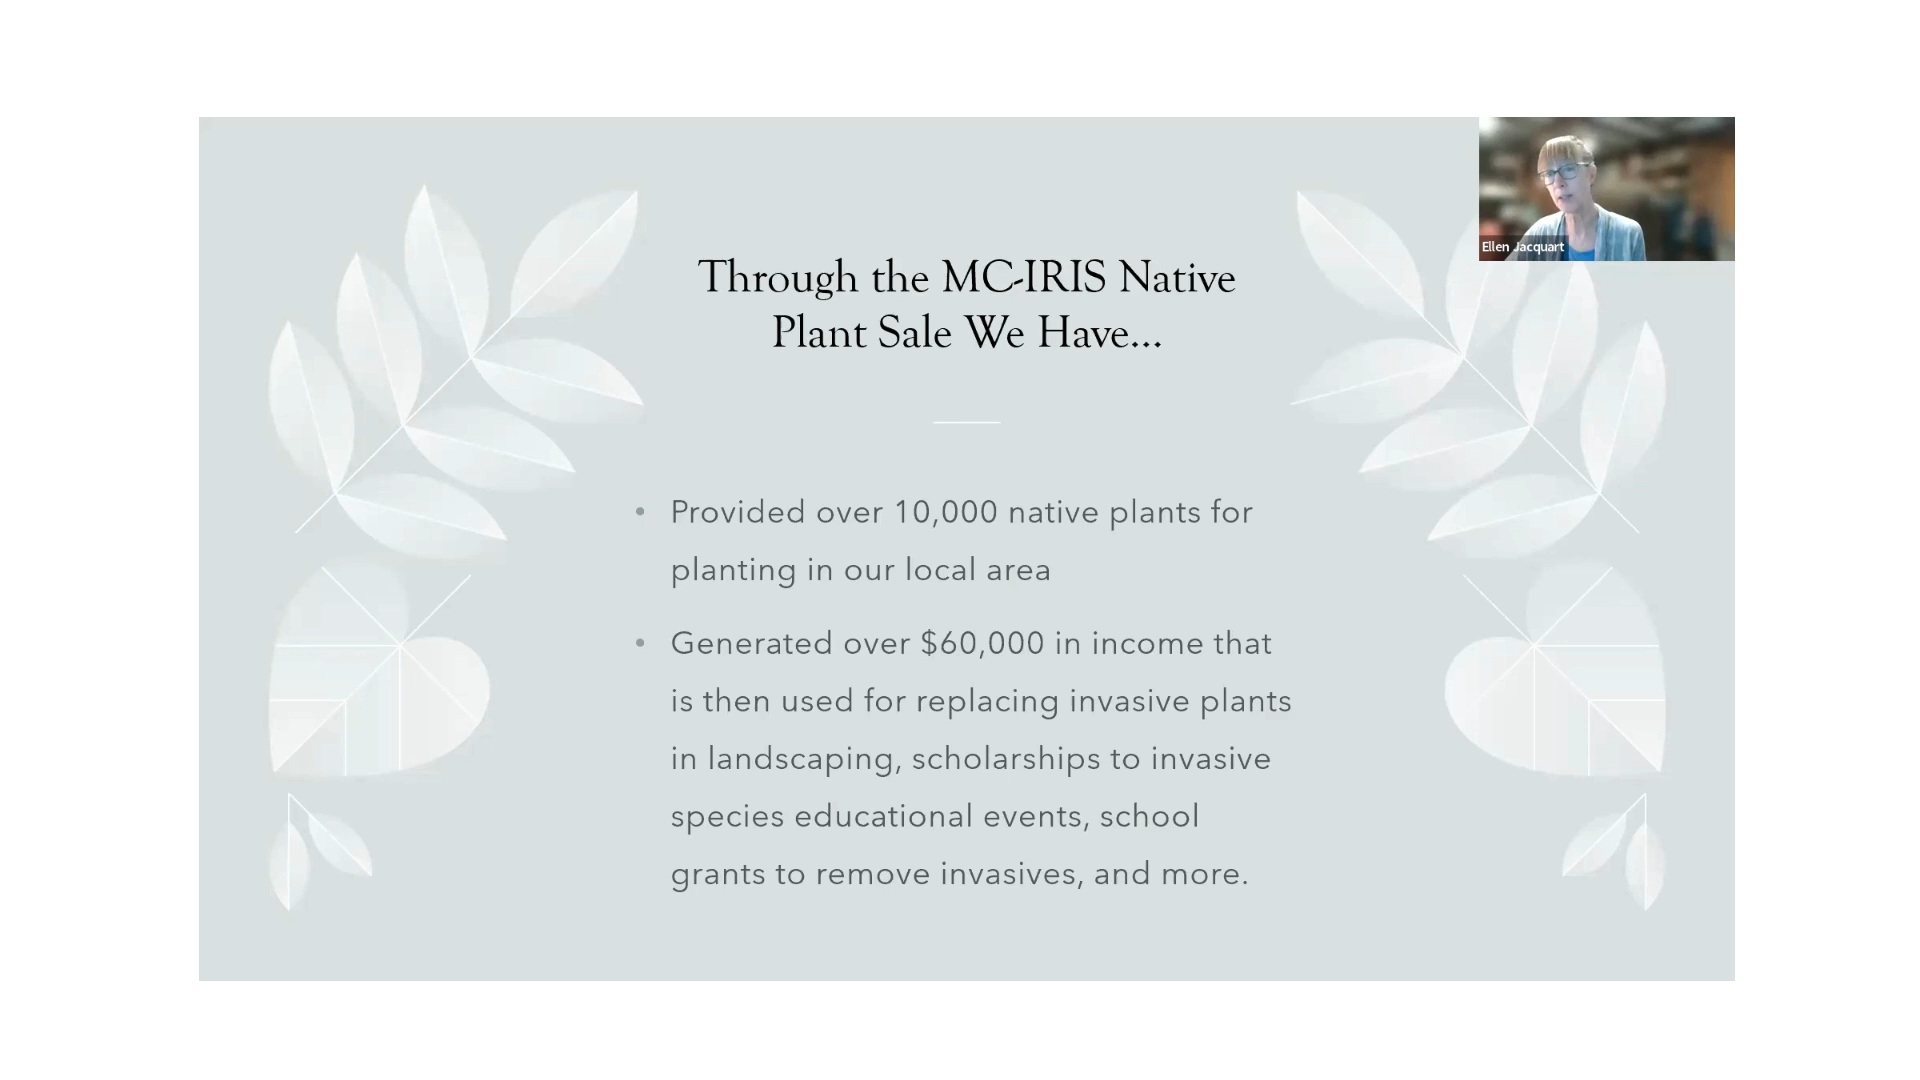 Ellen Jacquart
Through the MC-IRIS Native
Plant Sale We Have...
• Provided over 10,000 native plants for
planting in our local area
• Generated over $60,000 in income that
is then used for replacing invasive plants
in landscaping, scholarships to invasive
species educational events, school
grants to remove invasives, and more.